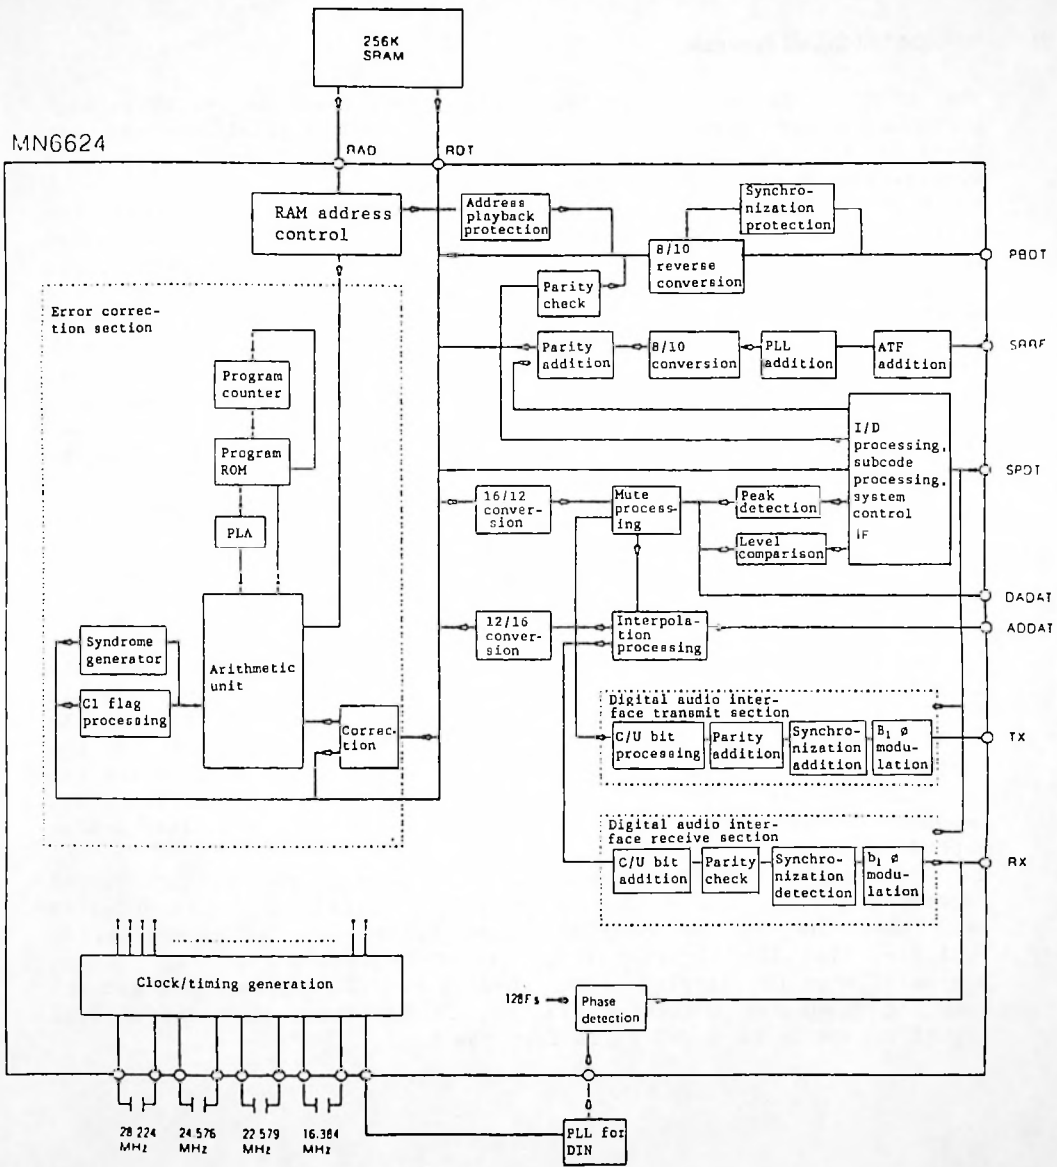 256K
SRAM
MN6624
RAD
RDT
RAM address
control
Address
playback
protection
Synchro-
nization
protection
8/10
reverse
conversion
PBDT
Parity
check
Error correc-
tion section
Parity
addition
8/10
conversion
PLL
addition
ATF
addition
Program
counter
I/D
processing,
subcode
processing,
system
control
IF
Program
ROM
SPDT
16/12
conver-
sion
Mute
process-
ing
Peak
detection
PLA
Level
comparison
DADAT
12/16
conver-
sion
Interpola-
tion
processing
ADDAT
Syndrome
generator
Arithmetic
unit
C1 flag
processing
Correc-
tion
Digital audio inter-
face transmit section
C/U bit
processing
Parity
addition
Synchro-
nization
addition
B₁ ø
modu-
lation
TX
Digital audio inter-
face receive section
C/U bit
addition
Parity
check
Synchro-
nization
detection
b₁ ø
modu-
lation
RX
Clock/timing generation
128Fs
Phase
detection
28 224
MHz
24.576
MHz
22.579
MHz
16.384
MHz
PLL for
DIN